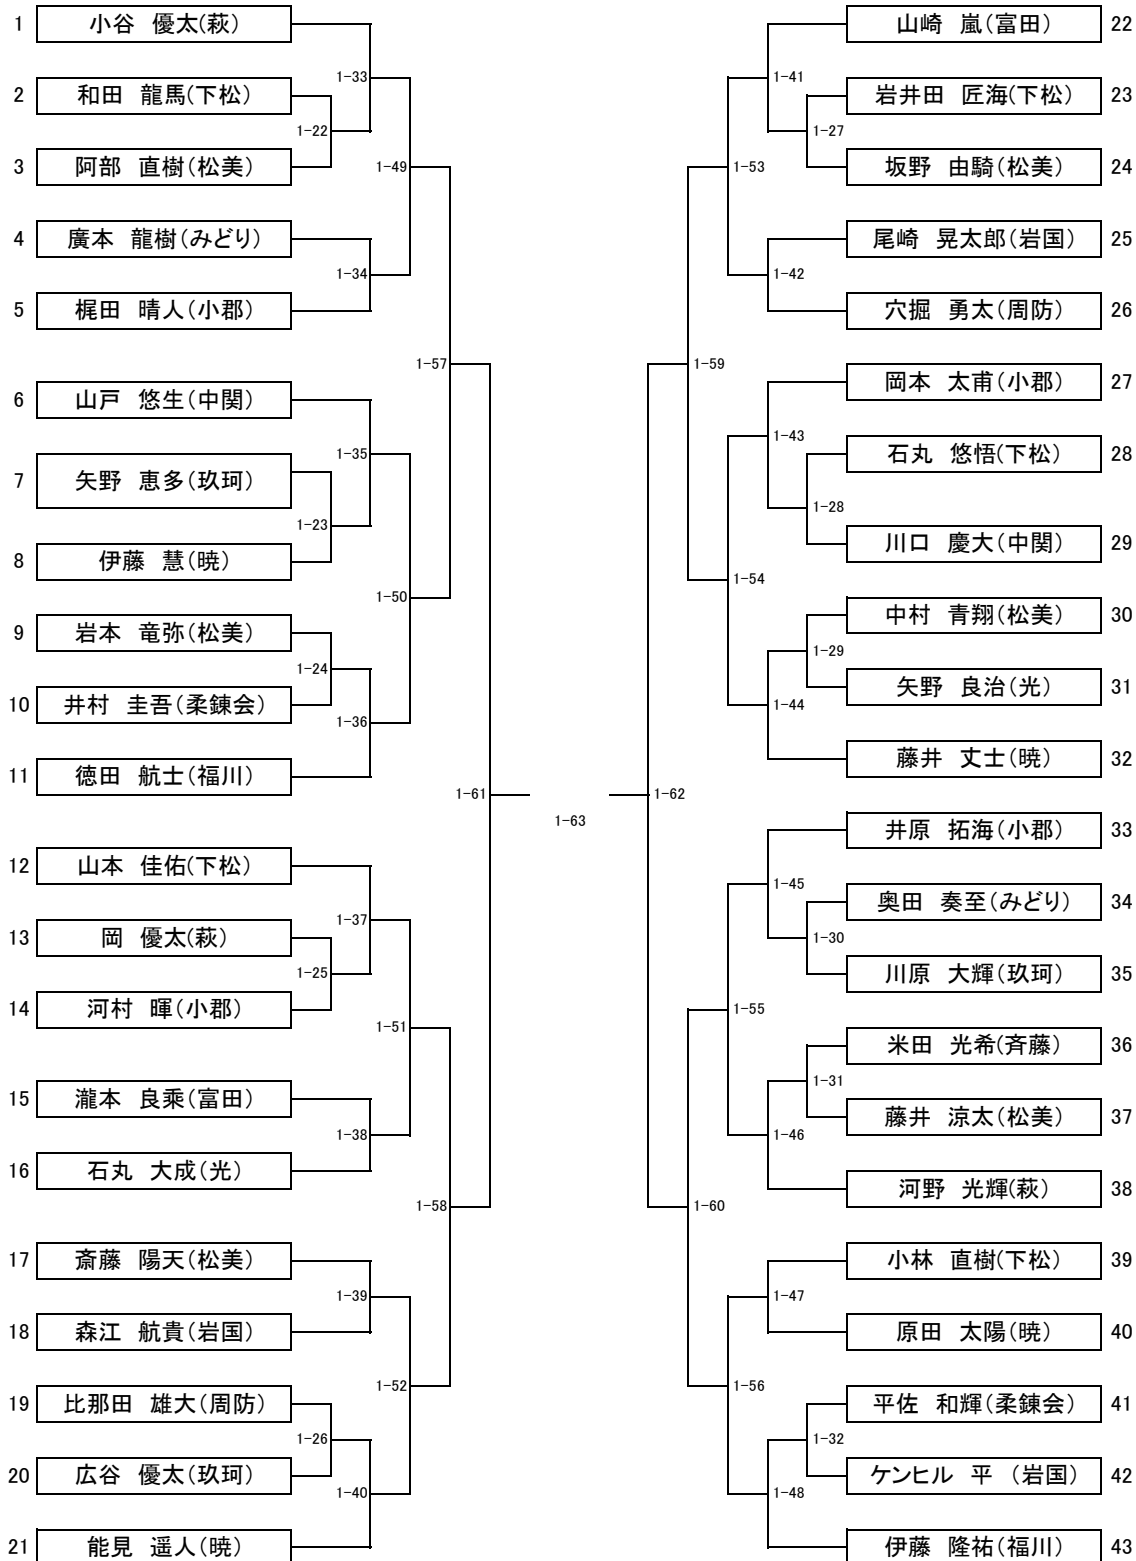 1 小谷 優太(萩)
1-33
2 和田 龍馬(下松)
1-22
3 阿部 直樹(松美)
1-49
4 廣本 龍樹(みどり)
1-34
5 梶田 晴人(小郡)
1-57
6 山戸 悠生(中関)
1-35
7 矢野 恵多(玖珂)
1-23
8 伊藤 慧(暁)
1-50
9 岩本 竜弥(松美)
1-24
10 井村 圭吾(柔錬会)
1-36
11 徳田 航士(福川)
1-61
12 山本 佳佑(下松)
1-37
13 岡 優太(萩)
1-25
14 河村 暉(小郡)
1-51
15 瀧本 良乘(富田)
1-38
16 石丸 大成(光)
1-58
17 斎藤 陽天(松美)
1-39
18 森江 航貴(岩国)
1-52
19 比那田 雄大(周防)
1-26
20 広谷 優太(玖珂)
1-40
21 能見 遥人(暁)
1-63
山崎 嵐(富田) 22
1-41
岩井田 匠海(下松) 23
1-27
坂野 由騎(松美) 24
1-53
尾崎 晃太郎(岩国) 25
1-42
穴掘 勇太(周防) 26
1-59
岡本 太甫(小郡) 27
1-43
石丸 悠悟(下松) 28
1-28
川口 慶大(中関) 29
1-54
中村 青翔(松美) 30
1-29
矢野 良治(光) 31
1-44
藤井 丈士(暁) 32
1-62
井原 拓海(小郡) 33
1-45
奥田 奏至(みどり) 34
1-30
川原 大輝(玖珂) 35
1-55
米田 光希(斉藤) 36
1-31
藤井 涼太(松美) 37
1-46
河野 光輝(萩) 38
1-60
小林 直樹(下松) 39
1-47
原田 太陽(暁) 40
1-56
平佐 和輝(柔錬会) 41
1-32
ケンヒル 平 (岩国) 42
1-48
伊藤 隆祐(福川) 43